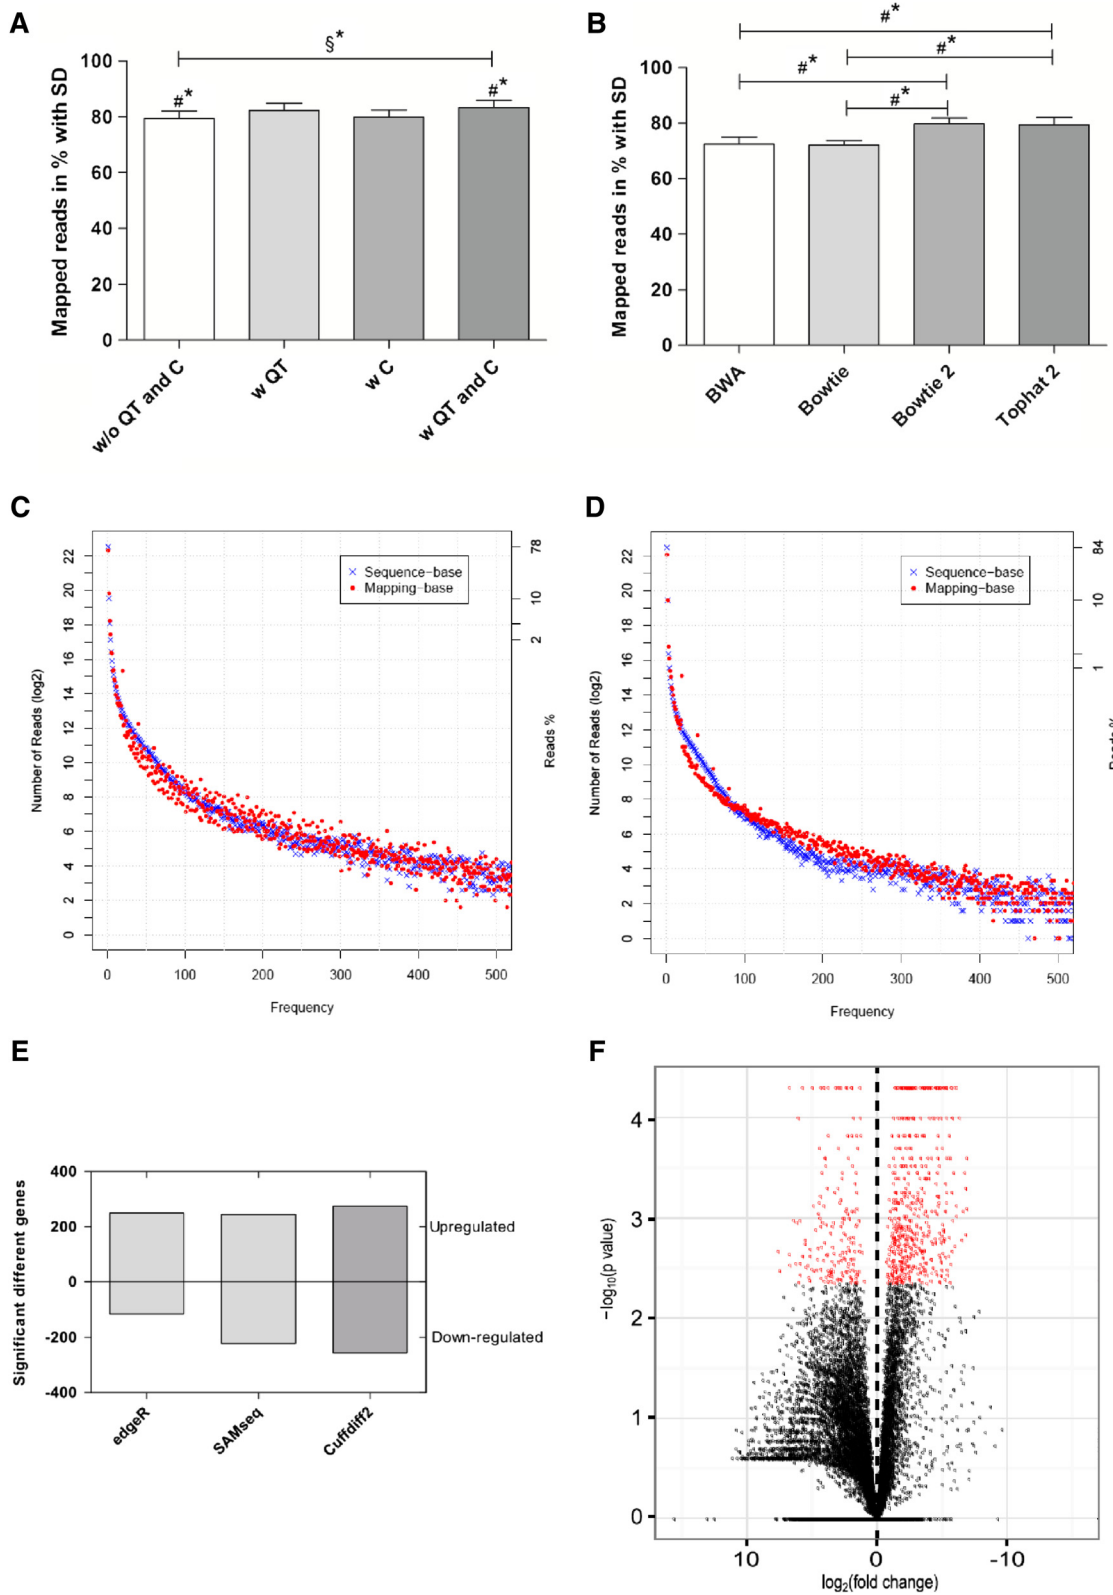 A
§*
#*
#*
Mapped reads in % with SD
100
80
60
40
20
0
w/o QT and C
w QT
w C
w QT and C
B
#*
#*
#*
#*
Mapped reads in % with SD
100
80
60
40
20
0
BWA
Bowtie
Bowtie 2
Tophat 2
C
Number of Reads (log2)
22
20
18
16
14
12
10
8
6
4
2
0
Sequence-base
Mapping-base
78
10
2
Reads %
0 100 200 300 400 500
Frequency
D
Number of Reads (log2)
22
20
18
16
14
12
10
8
6
4
2
0
Sequence-base
Mapping-base
84
10
1
Reads %
0 100 200 300 400 500
Frequency
E
Significant different genes
400
200
0
-200
-400
Upregulated
Down-regulated
edgeR
SAMseq
Cuffdiff2
F
-log10(p value)
4
3
2
1
0
10 0 -10
log2(fold change)